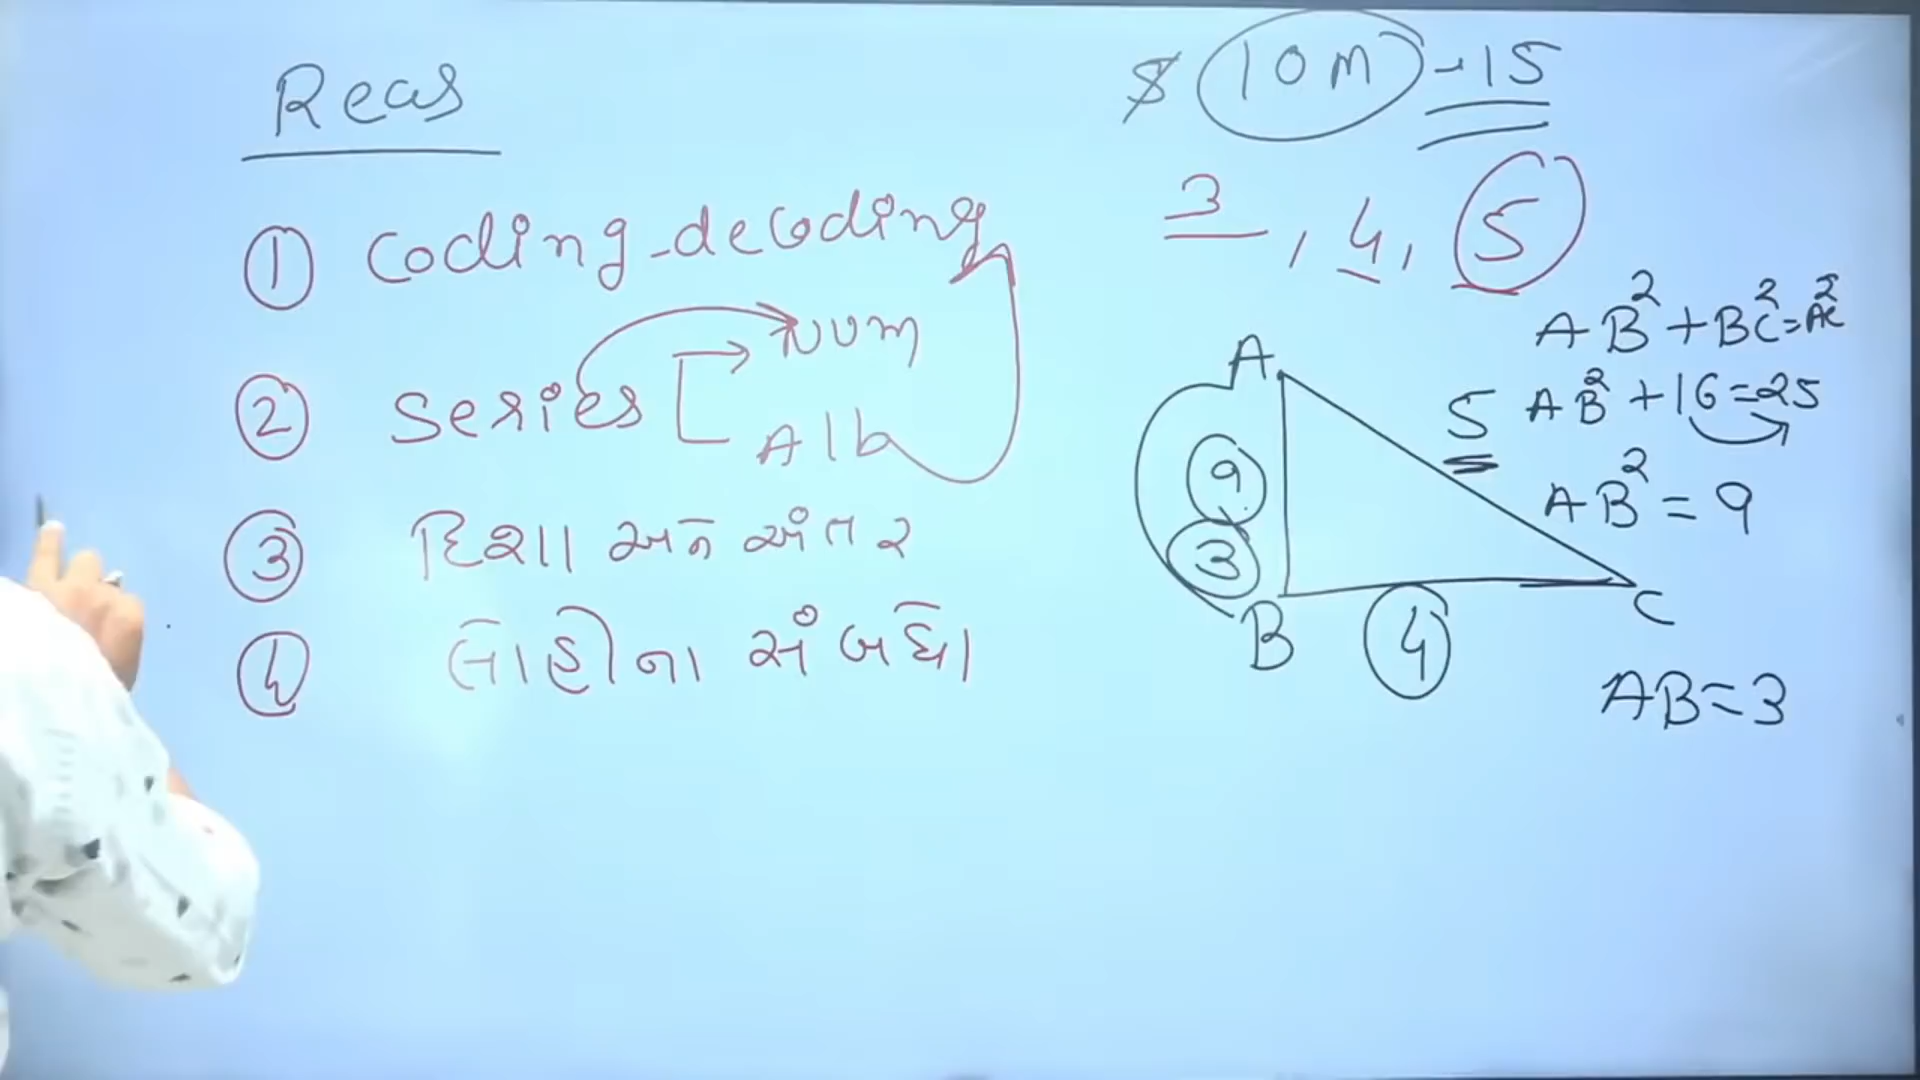 Reas
① Coding-decoding
② Series → Num
Alb
③ દિશા અને અંતર
④ લોહીના સંબધો
$ 10M - 15
3, 4, 5
AB² + BC² = AC²
AB² + 16 = 25
AB² = 9
AB = 3
A
5
9
3
B
4
C